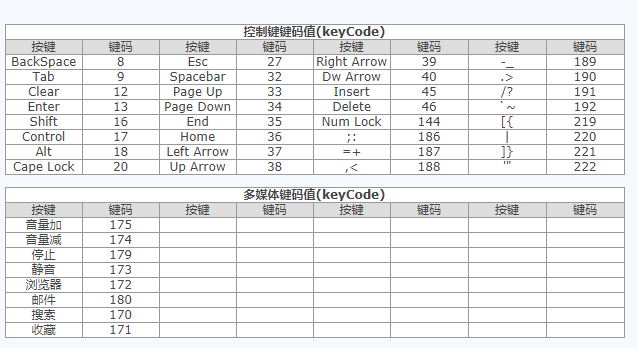 控制键键码值(keyCode)
按键 键码 按键 键码 按键 键码 按键 键码
BackSpace 8 Esc 27 Right Arrow 39 -_ 189
Tab 9 Spacebar 32 Dw Arrow 40 .> 190
Clear 12 Page Up 33 Insert 45 /? 191
Enter 13 Page Down 34 Delete 46 `~ 192
Shift 16 End 35 Num Lock 144 [{ 219
Control 17 Home 36 ;: 186 | 220
Alt 18 Left Arrow 37 =+ 187 ]} 221
Cape Lock 20 Up Arrow 38 ,< 188 '" 222
多媒体键码值(keyCode)
按键 键码 按键 键码 按键 键码 按键 键码
音量加 175
音量减 174
停止 179
静音 173
浏览器 172
邮件 180
搜索 170
收藏 171